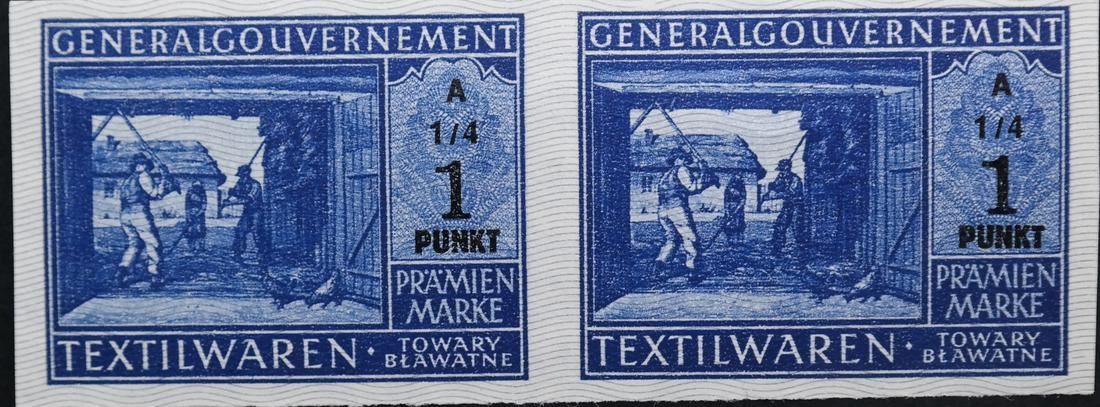 GENERALGOUVERNEMENT
A
1/4
1
PUNKT
PRÄMIEN
MARKE
TEXTILWAREN · TOWARY
BŁAWATNE
GENERALGOUVERNEMENT
A
1/4
1
PUNKT
PRÄMIEN
MARKE
TEXTILWAREN · TOWARY
BŁAWATNE